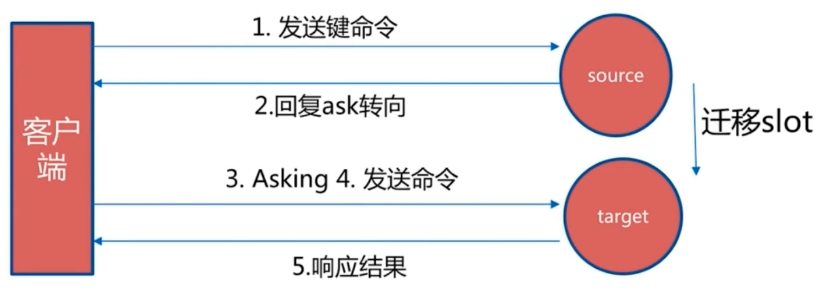 1. 发送键命令
source
2.回复ask转向
客户
端
迁移slot
3. Asking 4. 发送命令
target
5.响应结果